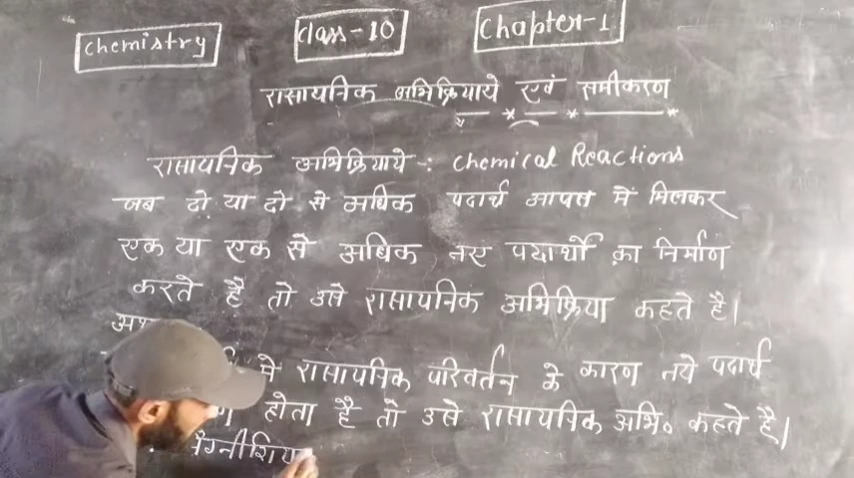 Chemistry Class-10 Chapter-1
रासायनिक अभिक्रियाये एवं समीकरण
रासायनिक अभिक्रियाये : Chemical Reactions
जब दो या दो से अधिक पदार्थ आपस में मिलकर
एक या एक से अधिक नए पदार्थों का निर्माण
करते है तो उसे रासायनिक अभिक्रिया कहते है।
मे रासायनिक परिवर्तन के कारण नये पदार्थ
होता है तो उसे रासायनिक अभि० कहते है।